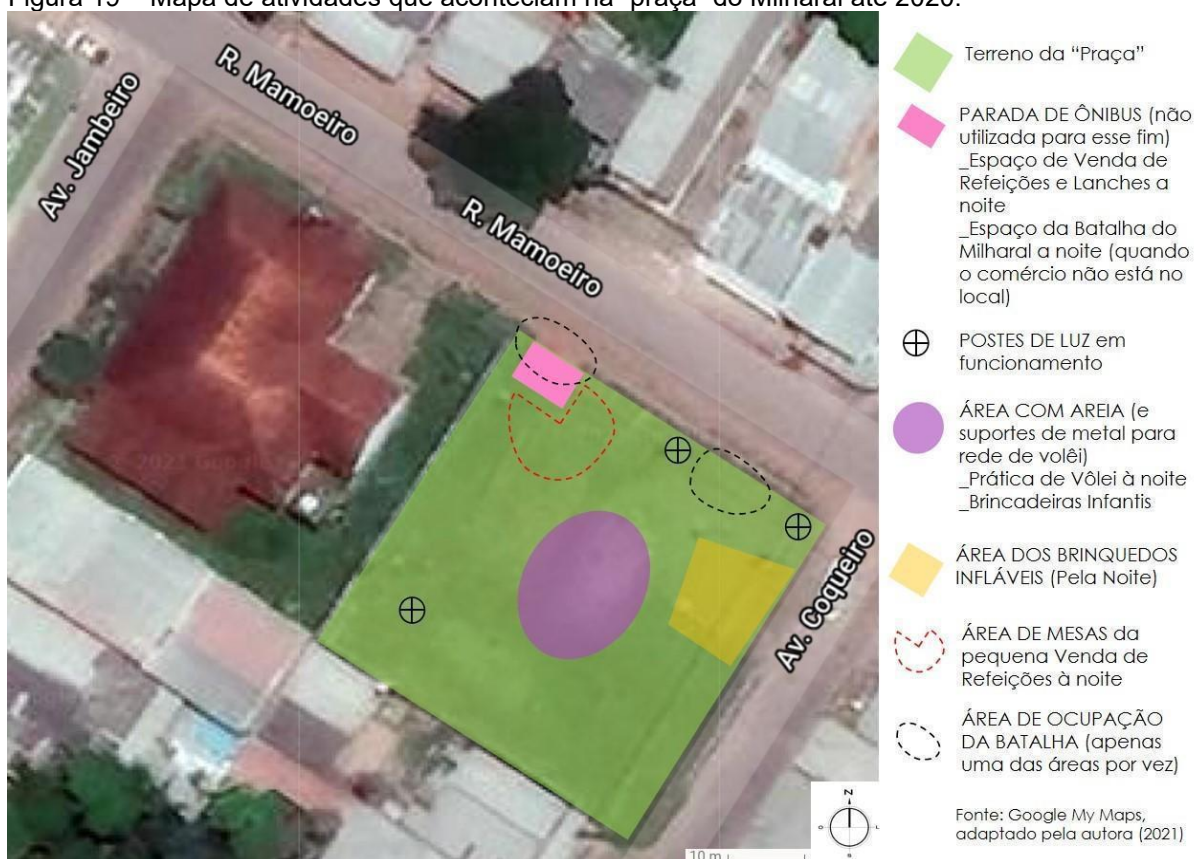 Figura 19 – Mapa de atividades que aconteciam na "praça" do Milharal até 2020.
Av. Jambeiro
R. Mamoeiro
R. Mamoeiro
Av. Coqueiro
10 m
N
Terreno da "Praça"
PARADA DE ÔNIBUS (não
utilizada para esse fim)
_Espaço de Venda de
Refeições e Lanches a
noite
_Espaço da Batalha do
Milharal a noite (quando
o comércio não está no
local)
POSTES DE LUZ em
funcionamento
ÁREA COM AREIA (e
suportes de metal para
rede de volêi)
_Prática de Vôlei à noite
_Brincadeiras Infantis
ÁREA DOS BRINQUEDOS
INFLÁVEIS (Pela Noite)
ÁREA DE MESAS da
pequena Venda de
Refeições à noite
ÁREA DE OCUPAÇÃO
DA BATALHA (apenas
uma das áreas por vez)
Fonte: Google My Maps,
adaptado pela autora (2021)